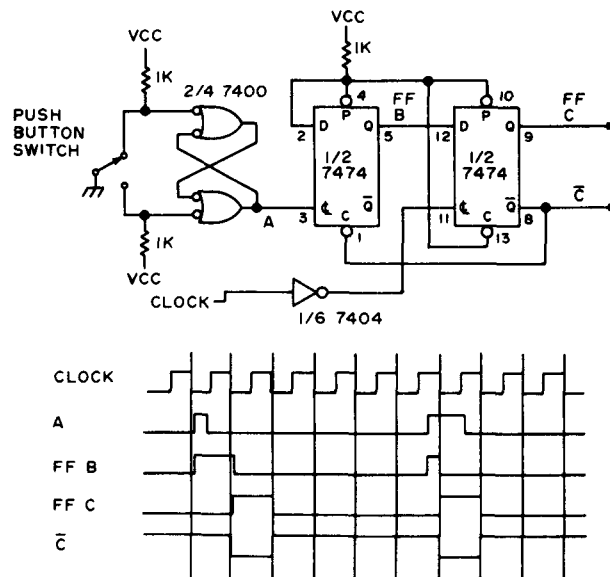 VCC
VCC
1K
1K
2/4 7400
PUSH
BUTTON
SWITCH
4
10
P
P
FF
B
FF
C
2
D
Q
5
12
D
Q
9
1/2
7474
1/2
7474
A
3
C
Q̅
11
C
Q̅
8
C̅
1
13
1K
VCC
CLOCK
1/6 7404
CLOCK
A
FF B
FF C
C̅